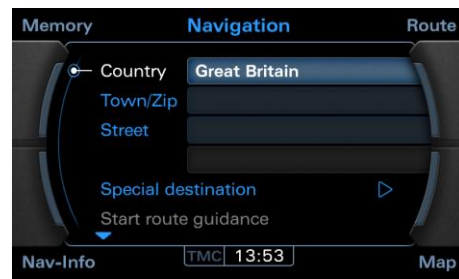 Memory Navigation Route
Country Great Britain
Town/Zip
Street
Special destination
Start route guidance
Nav-Info TMC 13:53 Map